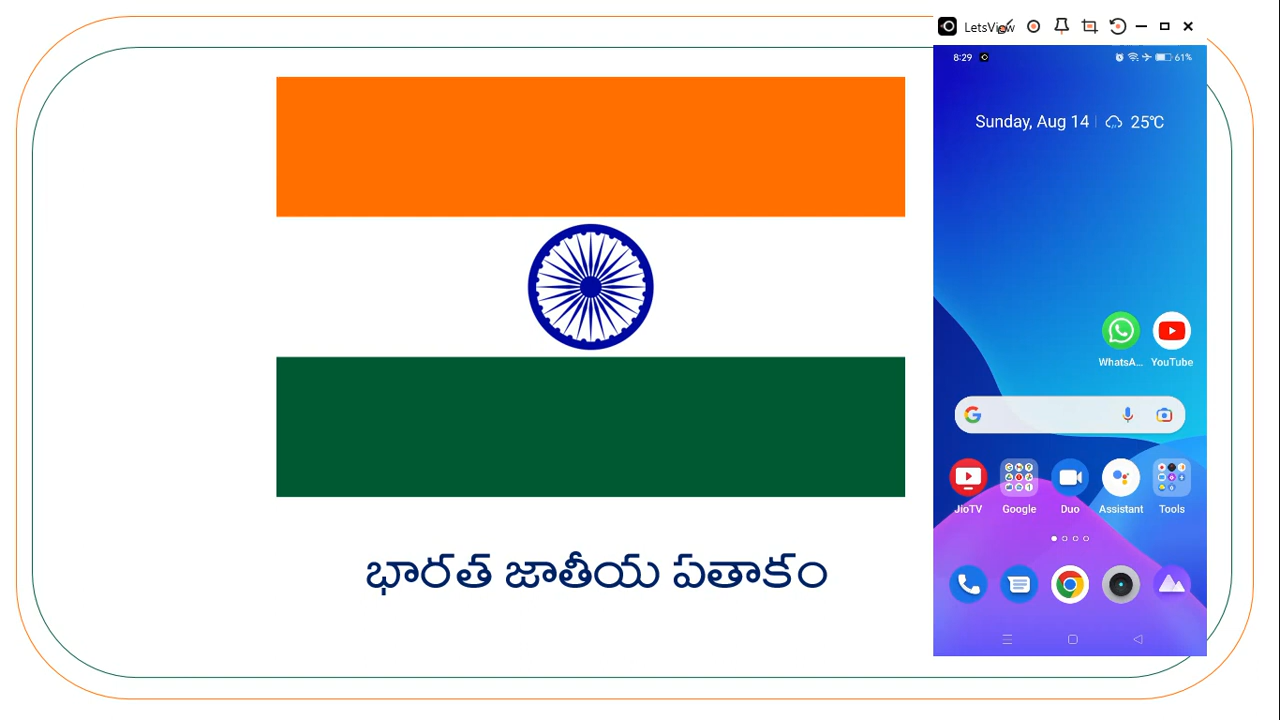 LetsView
8:29
61%
Sunday, Aug 14 25℃
WhatsA... YouTube
JioTV Google Duo Assistant Tools
భారత జాతీయ పతాకం